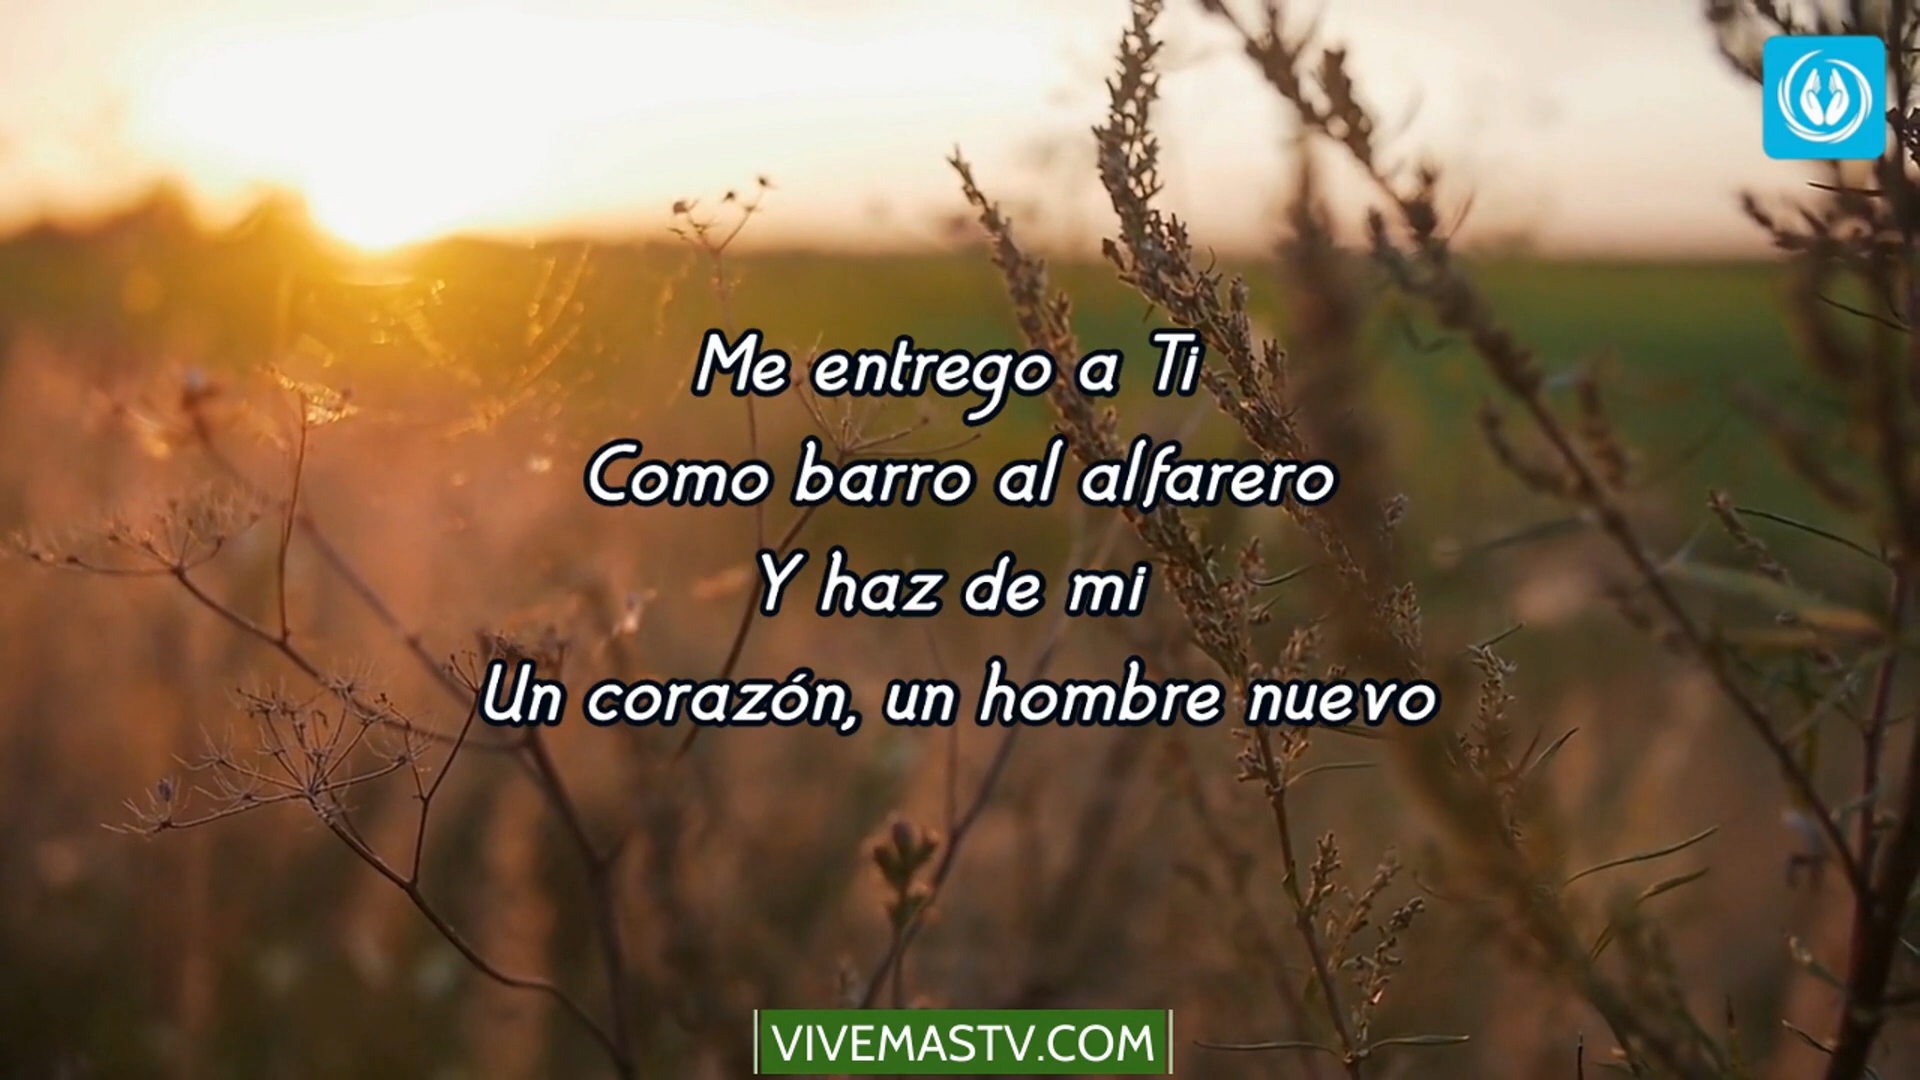 Me entrego a Ti
Como barro al alfarero
Y haz de mi
Un corazón, un hombre nuevo
VIVEMASTV.COM